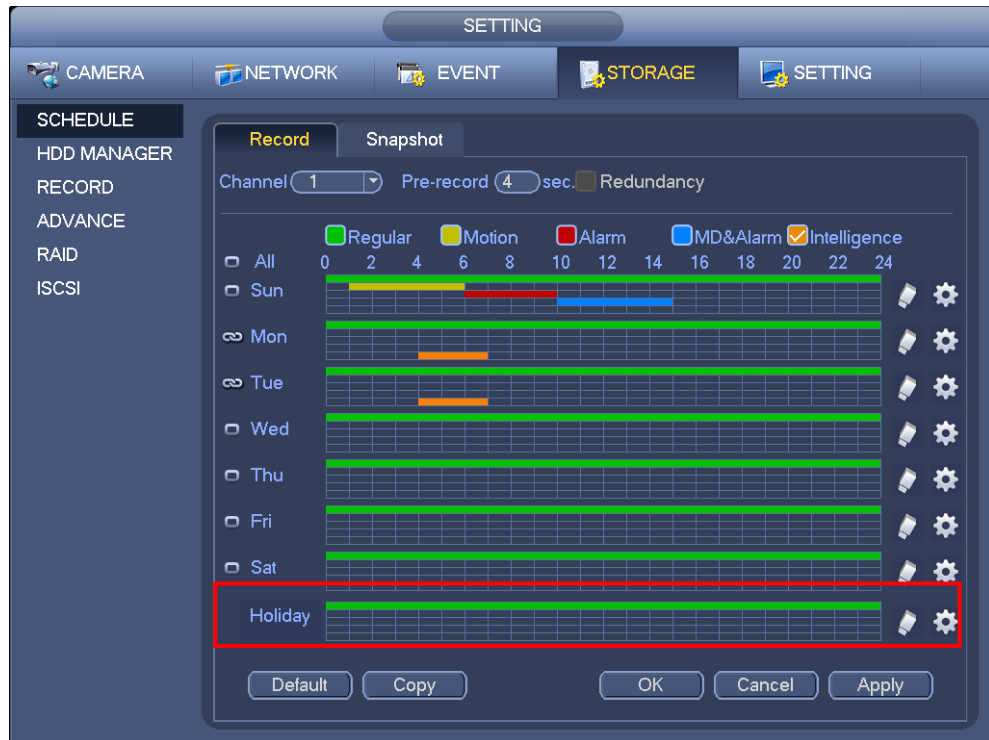 SETTING
CAMERA NETWORK EVENT STORAGE SETTING
SCHEDULE
HDD MANAGER
RECORD
ADVANCE
RAID
ISCSI
Record Snapshot
Channel 1 Pre-record 4 sec. Redundancy
Regular Motion Alarm MD&Alarm Intelligence
All 0 2 4 6 8 10 12 14 16 18 20 22 24
Sun
Mon
Tue
Wed
Thu
Fri
Sat
Holiday
Default Copy OK Cancel Apply